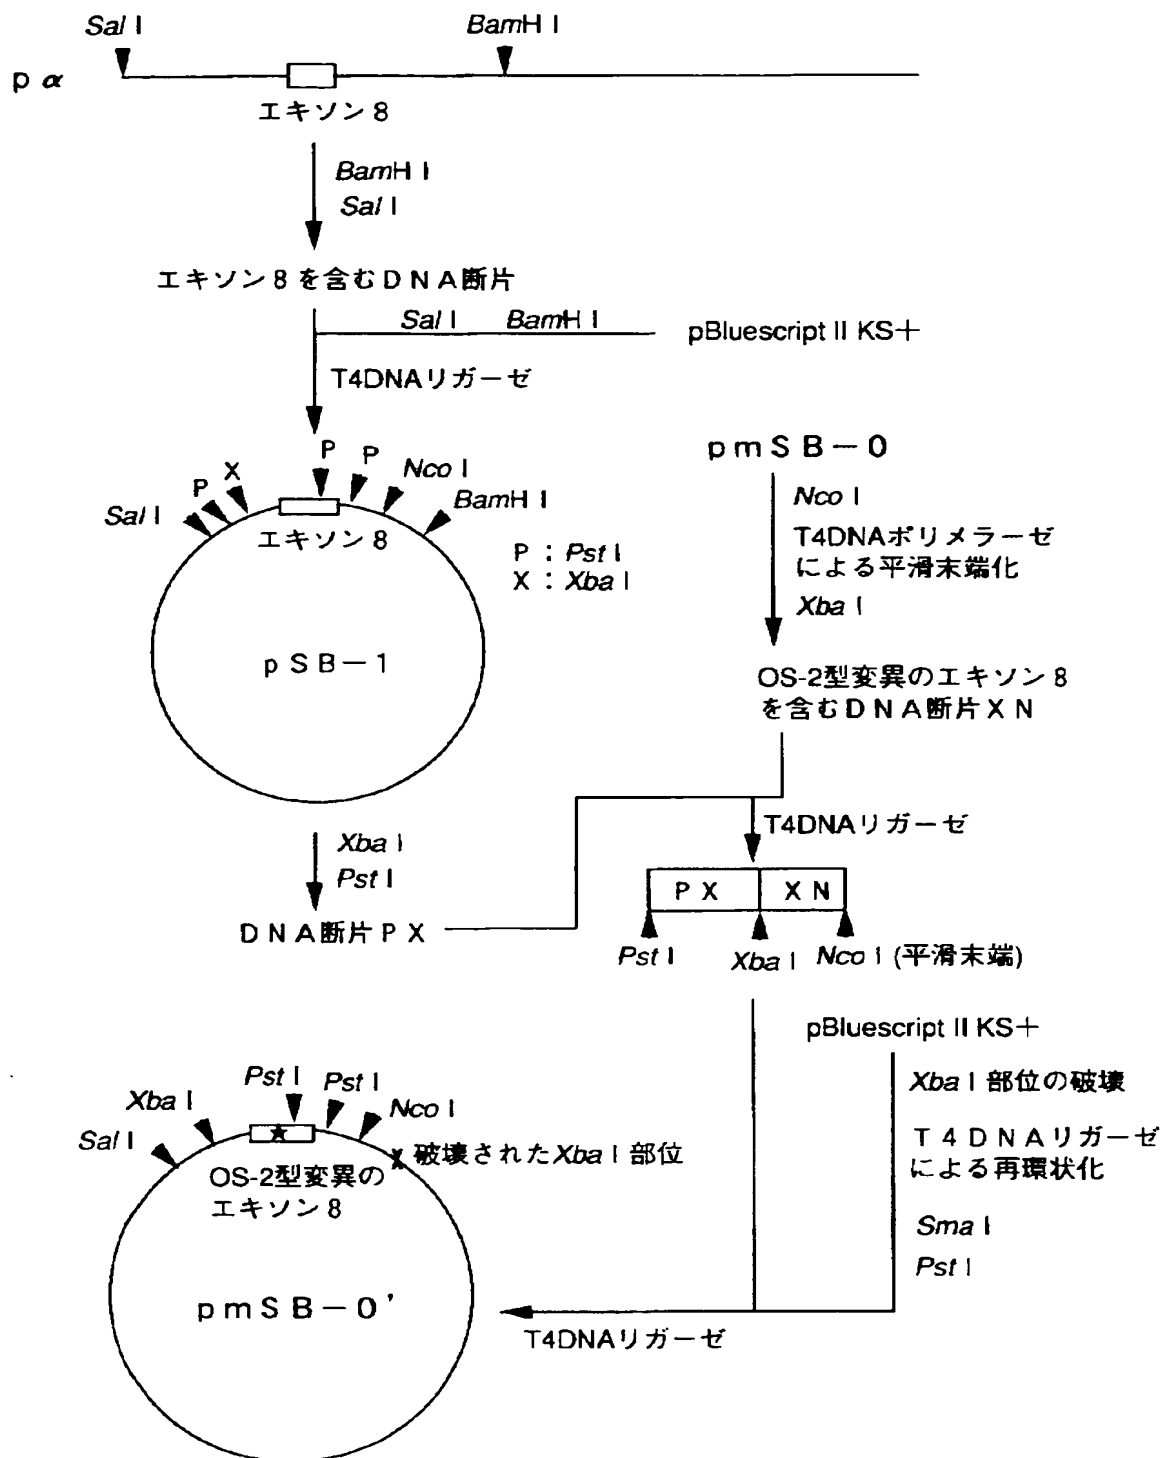 Sal I
BamH I
p α
エキソン8
BamH I
Sal I
エキソン8を含むDNA断片
Sal I BamH I
pBluescript II KS+
T4DNAリガーゼ
pmSB-0
Nco I
T4DNAポリメラーゼ
による平滑末端化
Xba I
OS-2型変異のエキソン8
を含むDNA断片XN
Sal I
P
X
P
P
Nco I
BamH I
エキソン8
P：Pst I
X：Xba I
pSB-1
Xba I
Pst I
DNA断片PX
T4DNAリガーゼ
PX
XN
Pst I
Xba I
Nco I (平滑末端)
pBluescript II KS+
Xba I 部位の破壊
T4DNAリガーゼ
による再環状化
Sma I
Pst I
Sal I
Xba I
Pst I
Pst I
Nco I
破壊されたXba I 部位
OS-2型変異の
エキソン8
pmSB-0'
T4DNAリガーゼ